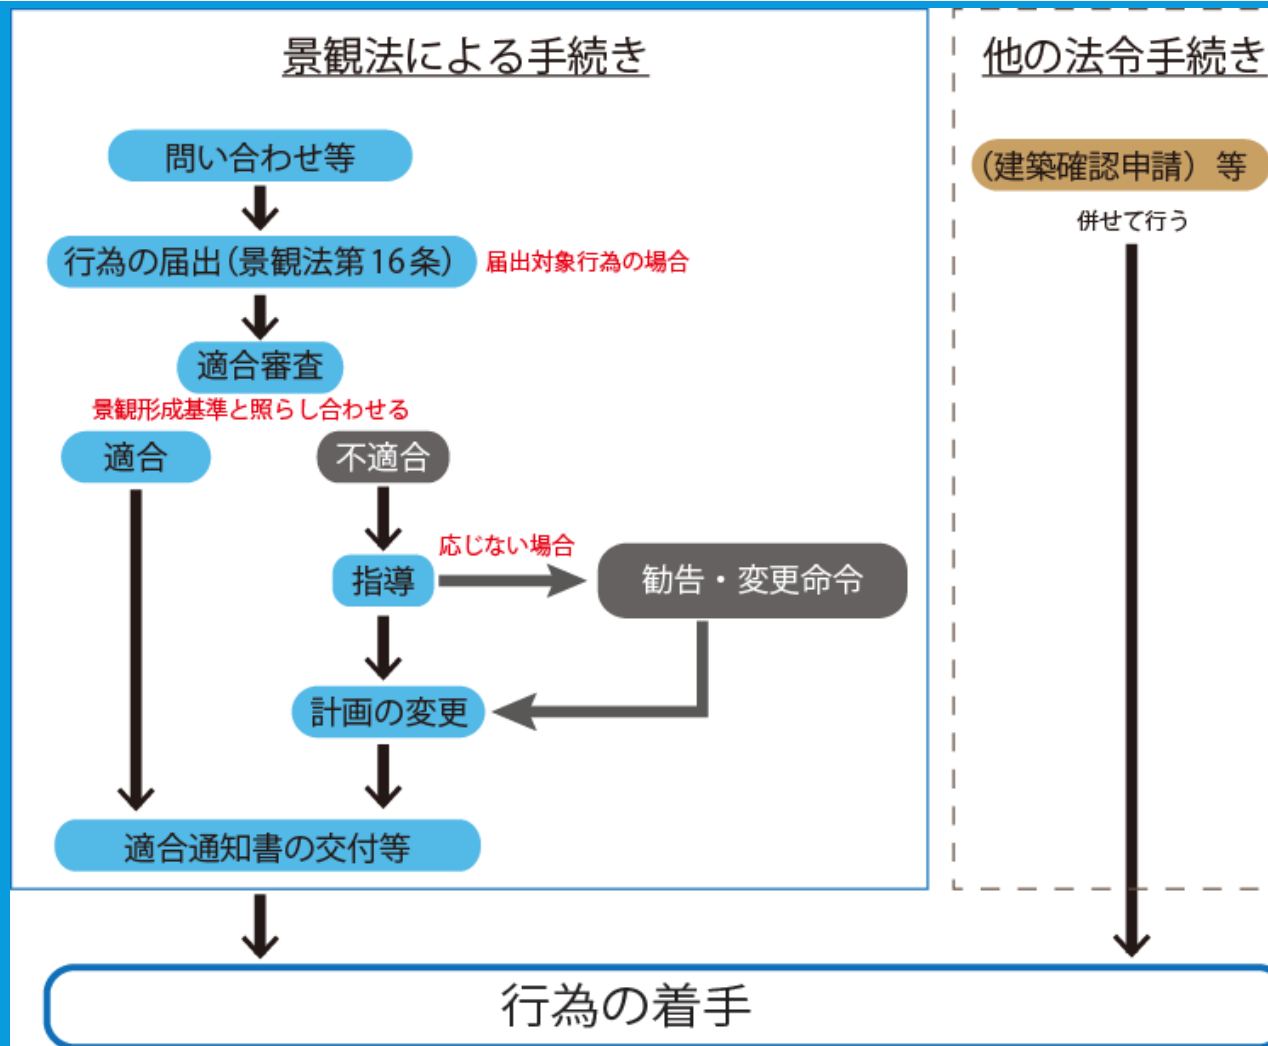 景観法による手続き
問い合わせ等
行為の届出(景観法第16条)
届出対象行為の場合
適合審査
景観形成基準と照らし合わせる
適合
不適合
応じない場合
指導
勧告・変更命令
計画の変更
適合通知書の交付等
他の法令手続き
(建築確認申請)等
併せて行う
行為の着手